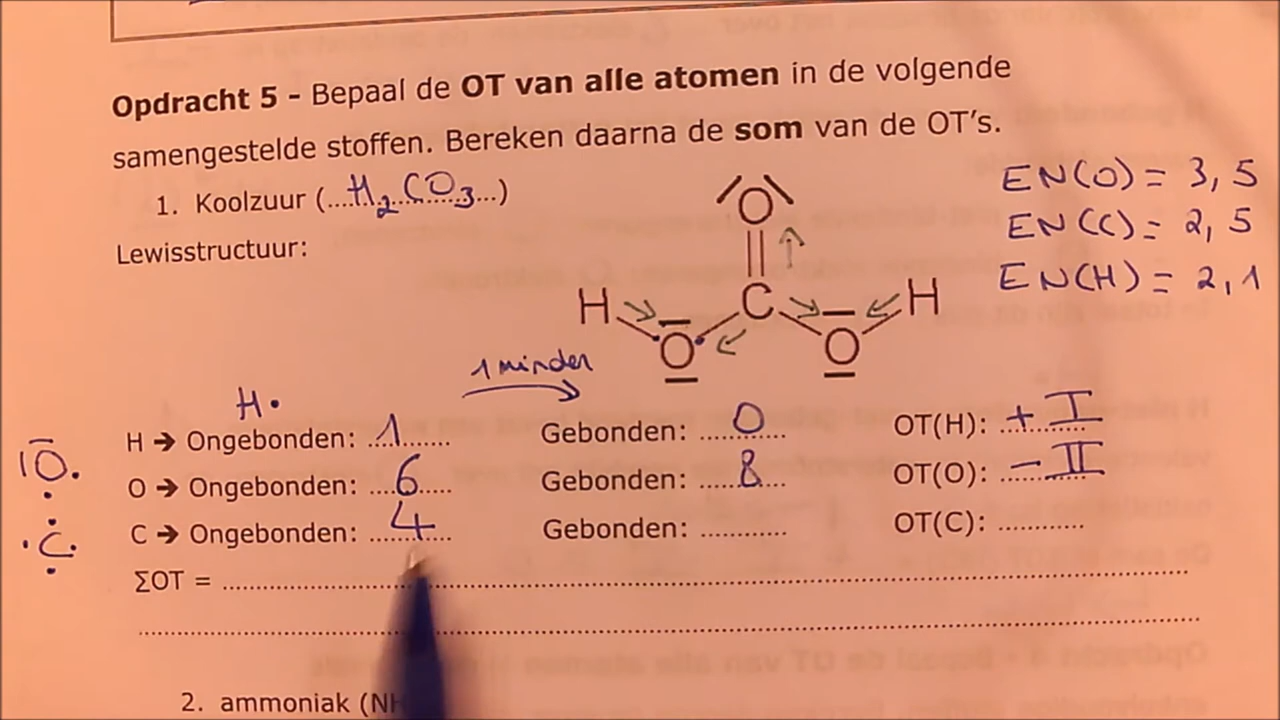 Opdracht 5 - Bepaal de OT van alle atomen in de volgende
samengestelde stoffen. Bereken daarna de som van de OT's.
1. Koolzuur (...H₂CO₃...)
Lewisstructuur:
EN(O) = 3,5
EN(C) = 2,5
EN(H) = 2,1
O
H C H
O O
1 minder
H•
H ➔ Ongebonden: 1 Gebonden: 0 OT(H): + I
O
O ➔ Ongebonden: 6 Gebonden: 8 OT(O): - II
C
C ➔ Ongebonden: 4 Gebonden: ............ OT(C): ............
ΣOT = ............
2. ammoniak (NH